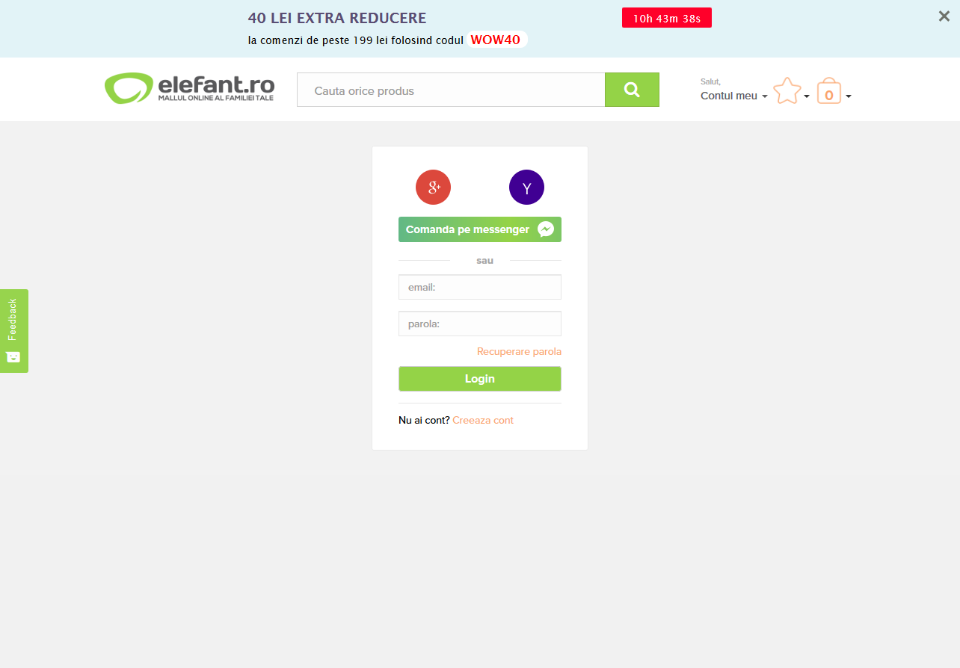 40 LEI EXTRA REDUCERE
10h 43m 38s
la comenzi de peste 199 lei folosind codul WOW40
elefant.ro
MALLUL ONLINE AL FAMILIEI TALE
Cauta orice produs
Salut,
Contul meu
0
g+
Y
Comanda pe messenger
sau
email:
parola:
Recuperare parola
Login
Nu ai cont? Creeaza cont
Feedback